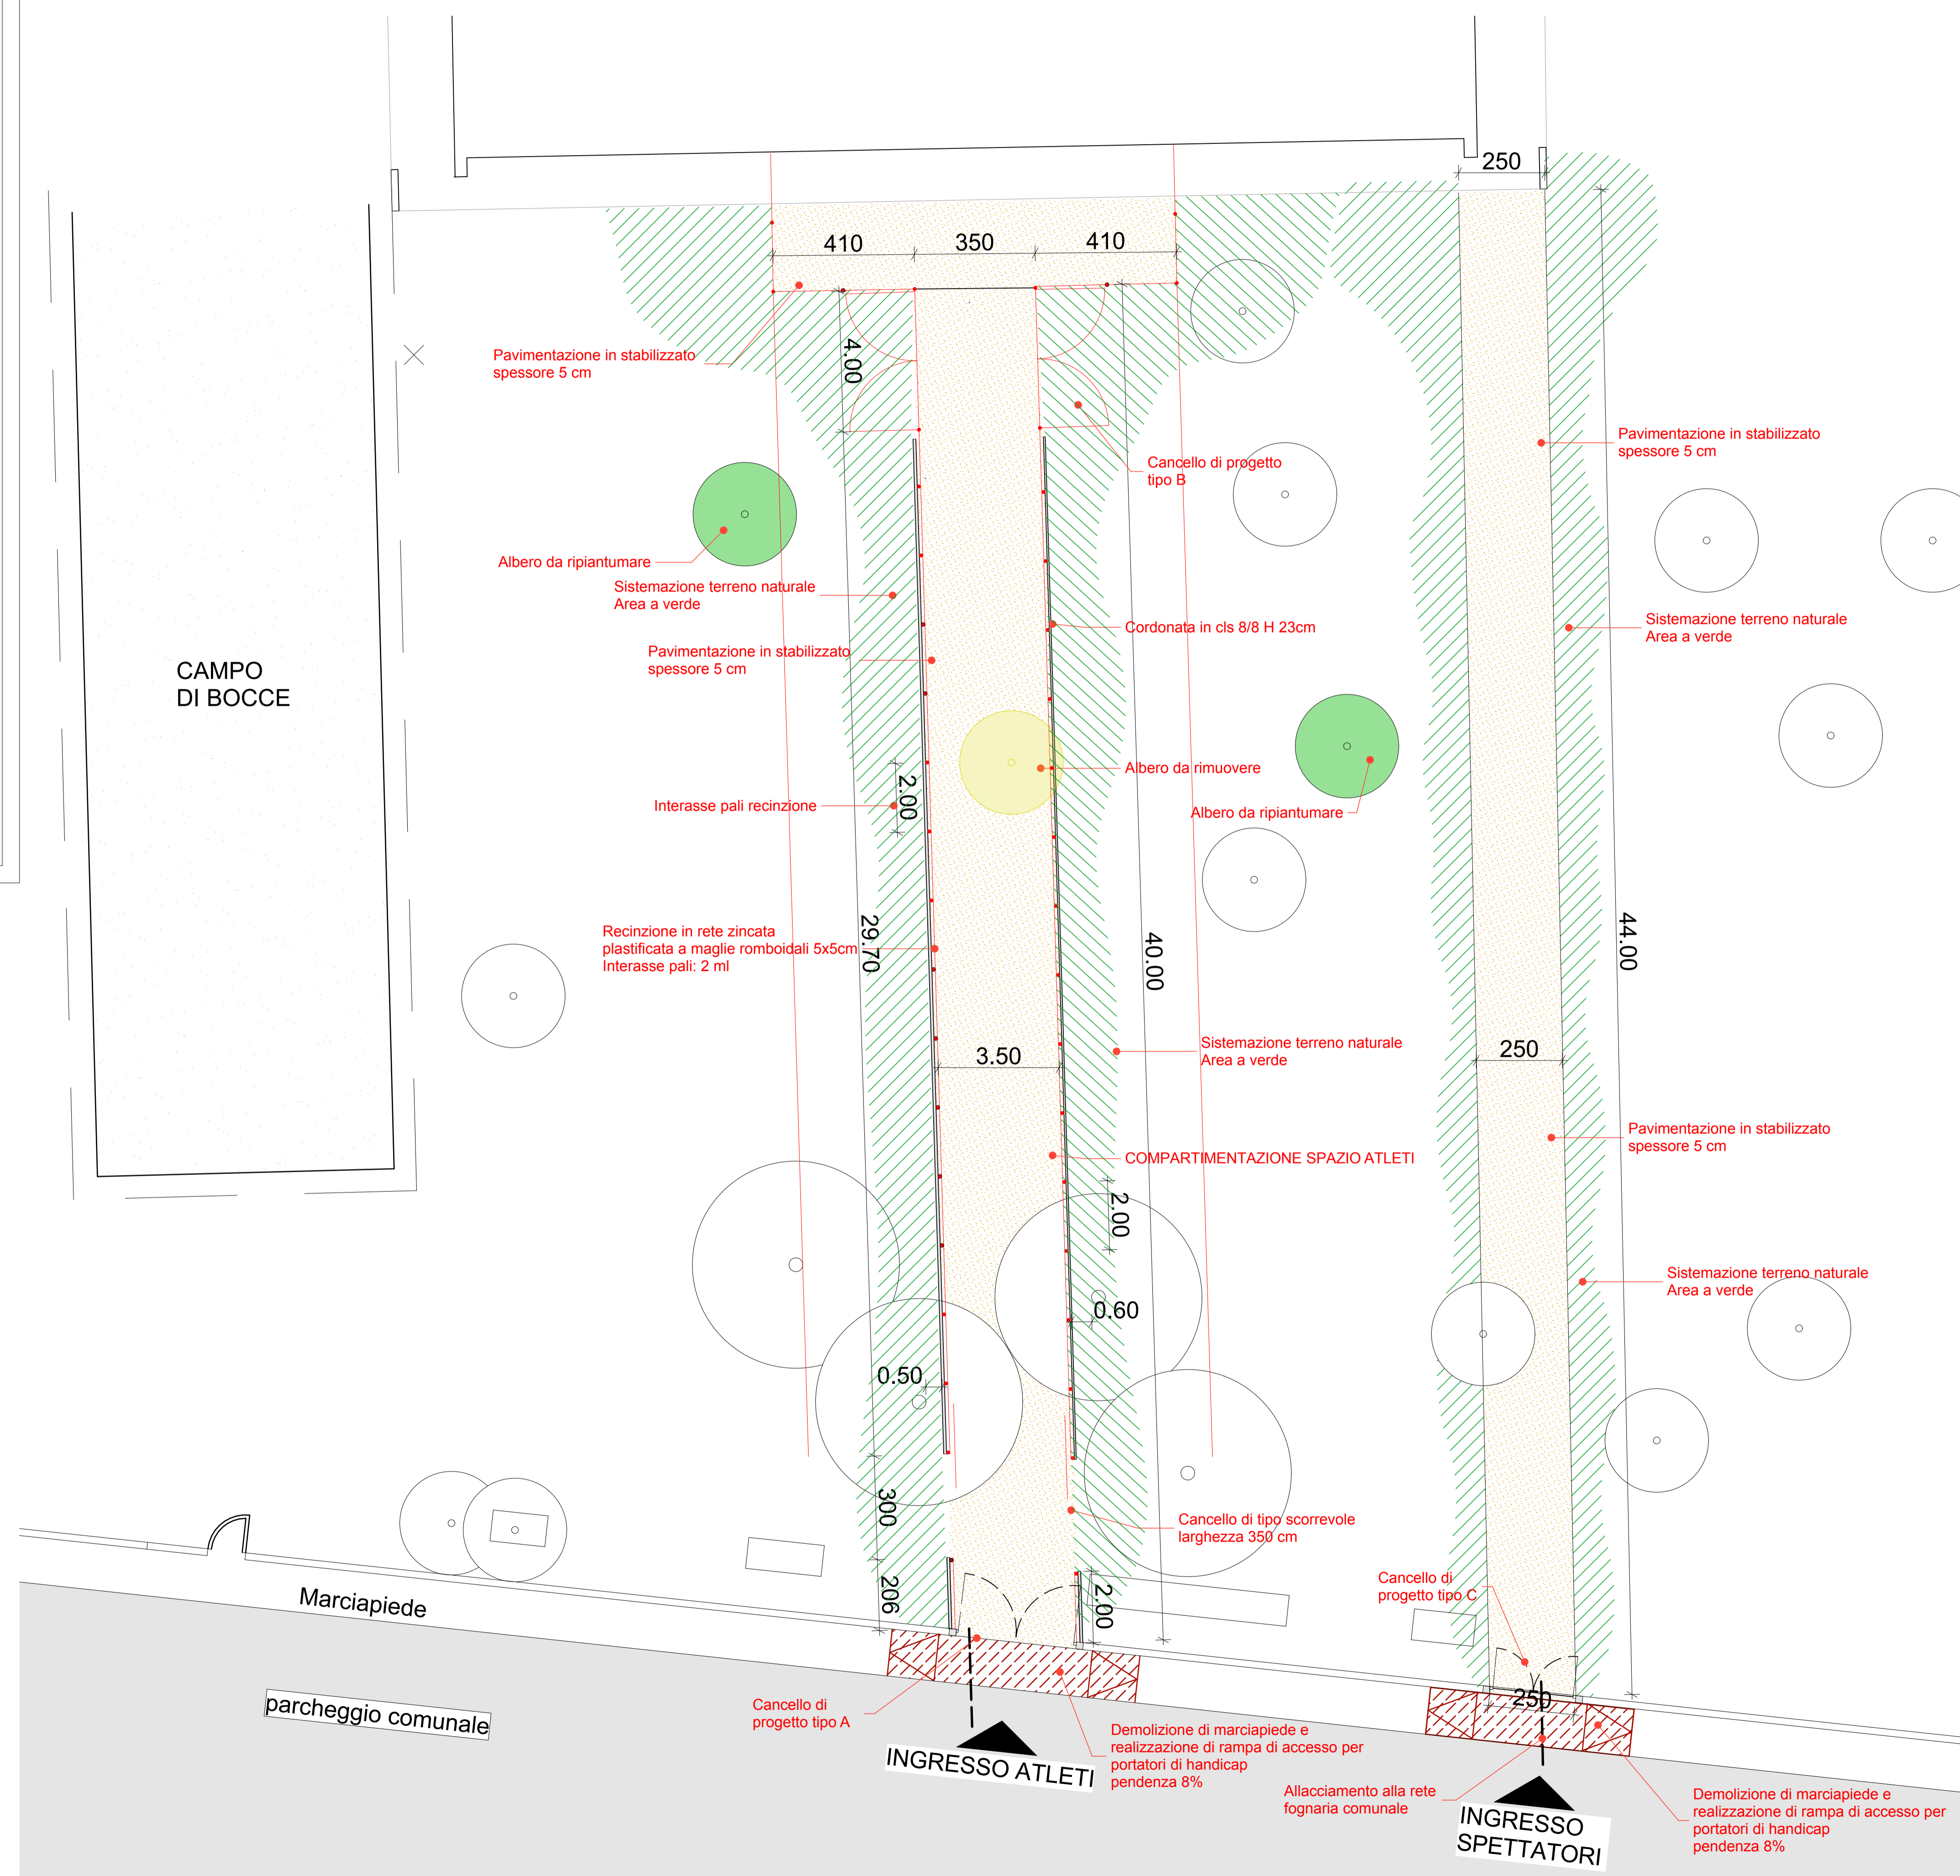 250
410
350
410
4.00
Pavimentazione in stabilizzato
spessore 5 cm
Cancello di progetto
tipo B
Pavimentazione in stabilizzato
spessore 5 cm
Albero da ripiantumare
Sistemazione terreno naturale
Area a verde
Cordonata in cls 8/8 H 23cm
Sistemazione terreno naturale
Area a verde
Pavimentazione in stabilizzato
spessore 5 cm
CAMPO
DI BOCCE
Albero da rimuovere
2.00
Interasse pali recinzione
Albero da ripiantumare
Recinzione in rete zincata
plastificata a maglie romboidali 5x5cm
Interasse pali: 2 ml
29.70
40.00
44.00
3.50
Sistemazione terreno naturale
Area a verde
250
Pavimentazione in stabilizzato
spessore 5 cm
COMPARTIMENTAZIONE SPAZIO ATLETI
2.00
0.60
Sistemazione terreno naturale
Area a verde
0.50
300
Cancello di tipo scorrevole
larghezza 350 cm
206
2.00
Cancello di
progetto tipo C
Marciapiede
parcheggio comunale
Cancello di
progetto tipo A
250
INGRESSO ATLETI
Demolizione di marciapiede e
realizzazione di rampa di accesso per
portatori di handicap
pendenza 8%
Allacciamento alla rete
fognaria comunale
INGRESSO
SPETTATORI
Demolizione di marciapiede e
realizzazione di rampa di accesso per
portatori di handicap
pendenza 8%